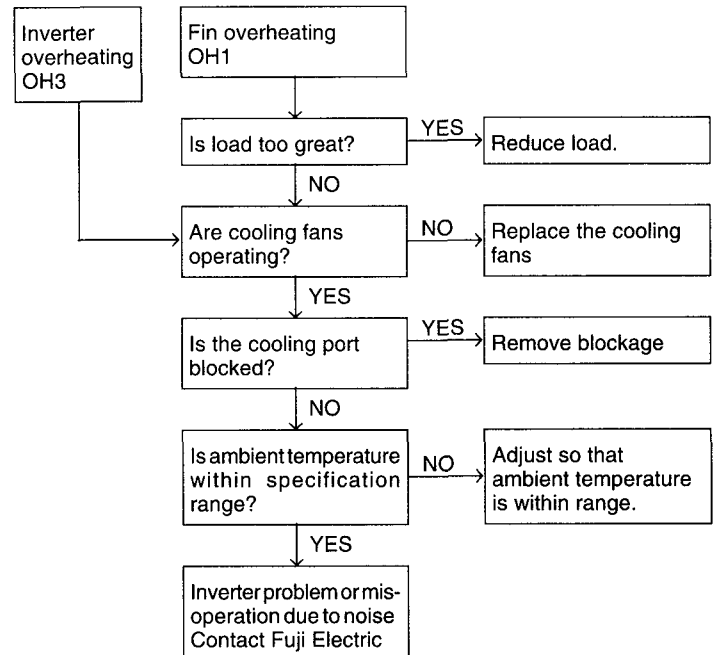 Inverter
overheating
OH3
Fin overheating
OH1
Is load too great?
YES
Reduce load.
NO
Are cooling fans
operating?
NO
Replace the cooling
fans
YES
Is the cooling port
blocked?
YES
Remove blockage
NO
Is ambient temperature
within specification
range?
NO
Adjust so that
ambient temperature
is within range.
YES
Inverter problem or mis-
operation due to noise
Contact Fuji Electric